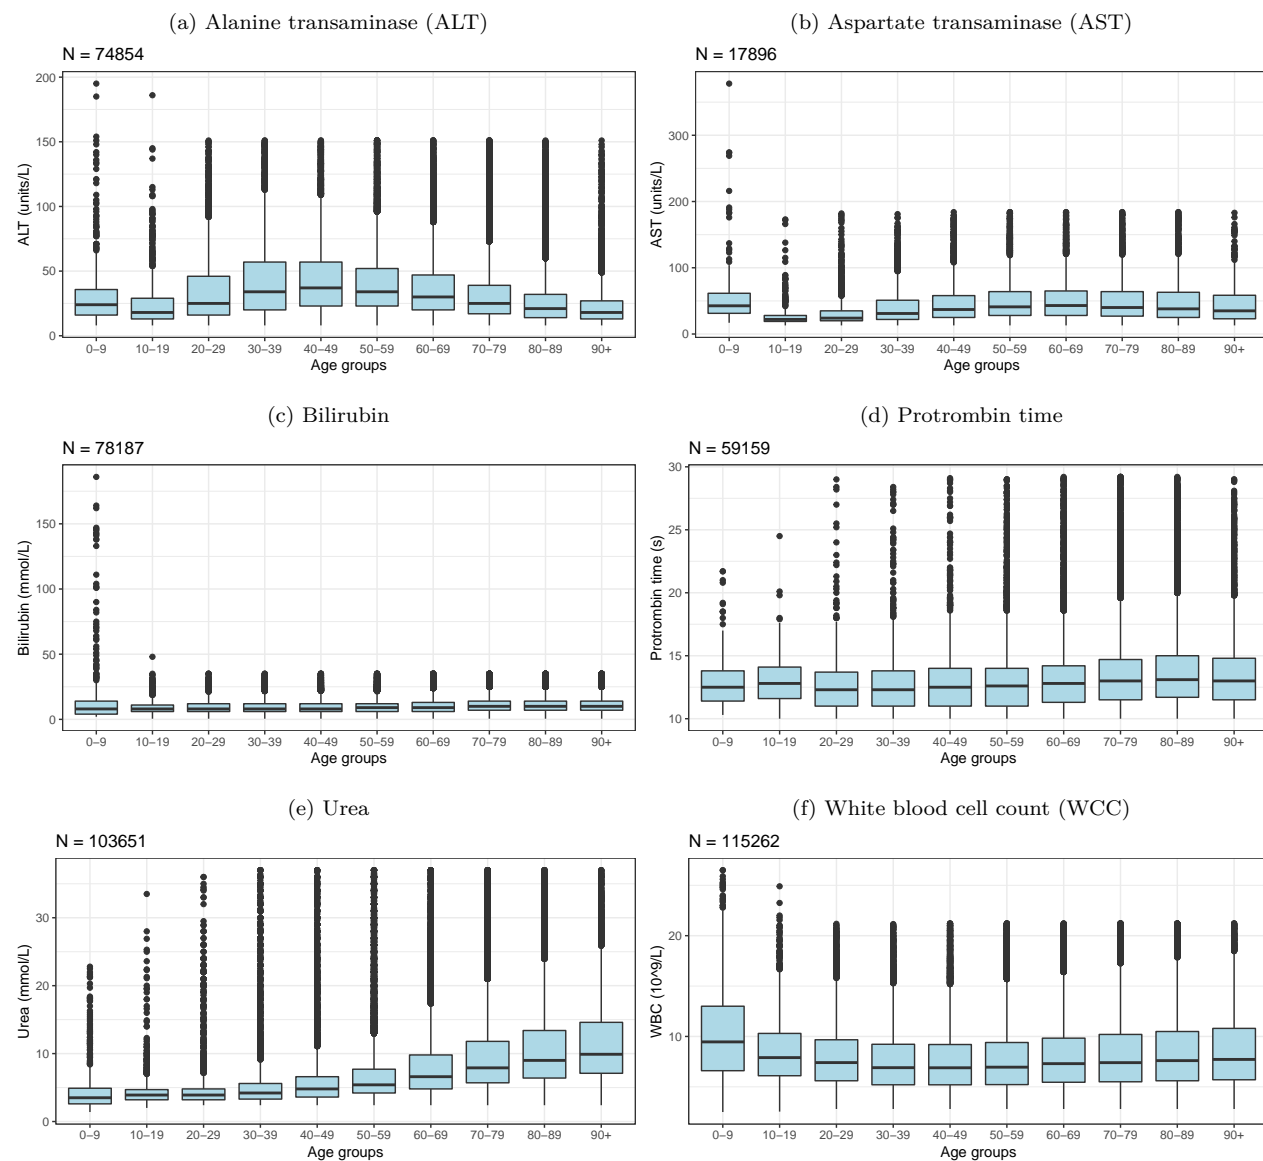 (a) Alanine transaminase (ALT)
N = 74854
ALT (units/L)
200
150
100
50
0
0–9 10–19 20–29 30–39 40–49 50–59 60–69 70–79 80–89 90+
Age groups
(b) Aspartate transaminase (AST)
N = 17896
AST (units/L)
300
200
100
0
0–9 10–19 20–29 30–39 40–49 50–59 60–69 70–79 80–89 90+
Age groups
(c) Bilirubin
N = 78187
Bilirubin (mmol/L)
150
100
50
0
0–9 10–19 20–29 30–39 40–49 50–59 60–69 70–79 80–89 90+
Age groups
(d) Protrombin time
N = 59159
Protrombin time (s)
30
25
20
15
10
0–9 10–19 20–29 30–39 40–49 50–59 60–69 70–79 80–89 90+
Age groups
(e) Urea
N = 103651
Urea (mmol/L)
30
20
10
0
0–9 10–19 20–29 30–39 40–49 50–59 60–69 70–79 80–89 90+
Age groups
(f) White blood cell count (WCC)
N = 115262
WBC (10^9/L)
20
10
0–9 10–19 20–29 30–39 40–49 50–59 60–69 70–79 80–89 90+
Age groups